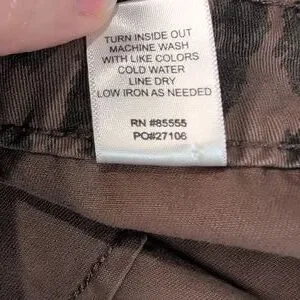 TURN INSIDE OUT
MACHINE WASH
WITH LIKE COLORS
COLD WATER
LINE DRY
LOW IRON AS NEEDED
RN #85555
PO#27106